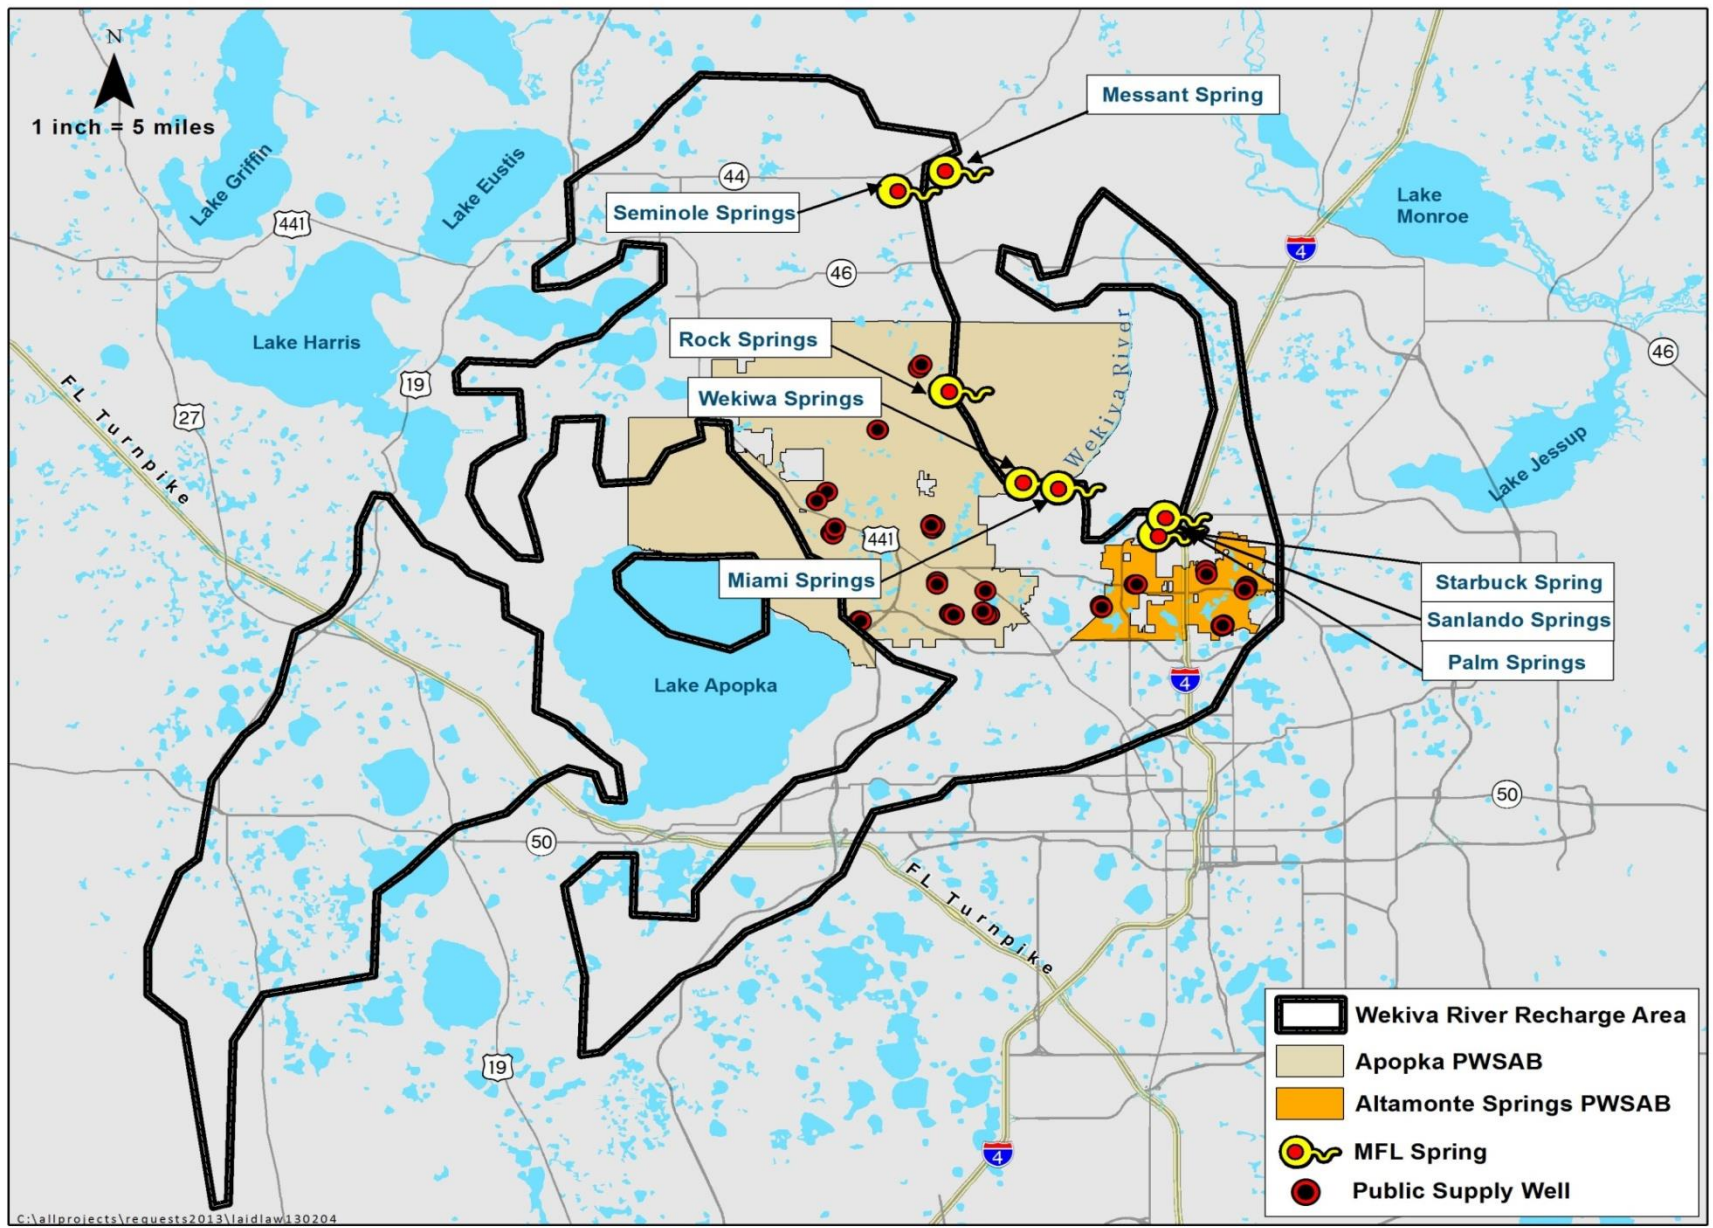 N
1 inch = 5 miles
Messant Spring
Lake Griffin
Lake Eustis
44
Seminole Springs
Lake
Monroe
441
4
46
Lake Harris
Rock Springs
Wekiwa Springs
Wekiva River
46
FL Turnpike
19
27
Lake Jessup
441
Miami Springs
Starbuck Spring
Sanlando Springs
Palm Springs
Lake Apopka
4
50
50
FL Turnpike
19
4
Wekiva River Recharge Area
Apopka PWSAB
Altamonte Springs PWSAB
MFL Spring
Public Supply Well
C:\allprojects\requests2013\laidlaw130204